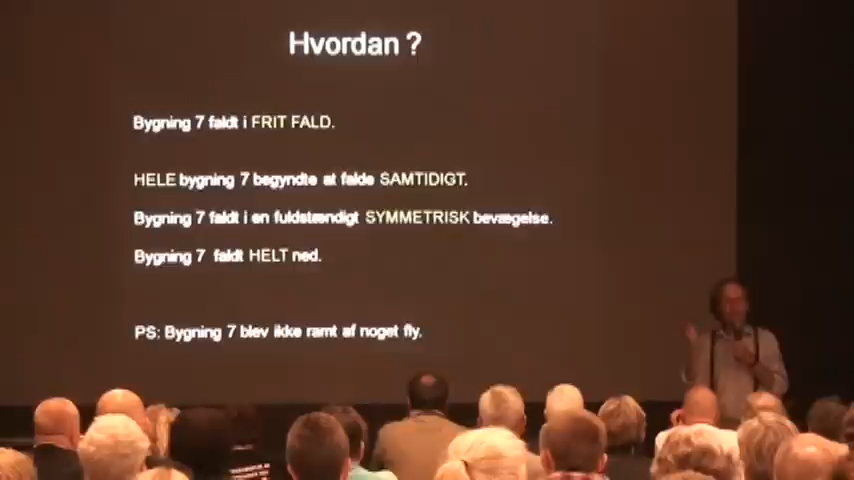 Hvordan ?
Bygning 7 faldt i FRIT FALD.
HELE bygning 7 begyndte at falde SAMTIDIGT.
Bygning 7 faldt i en fuldstændigt SYMMETRISK bevægelse.
Bygning 7 faldt HELT ned.
PS: Bygning 7 blev ikke ramt af noget fly.